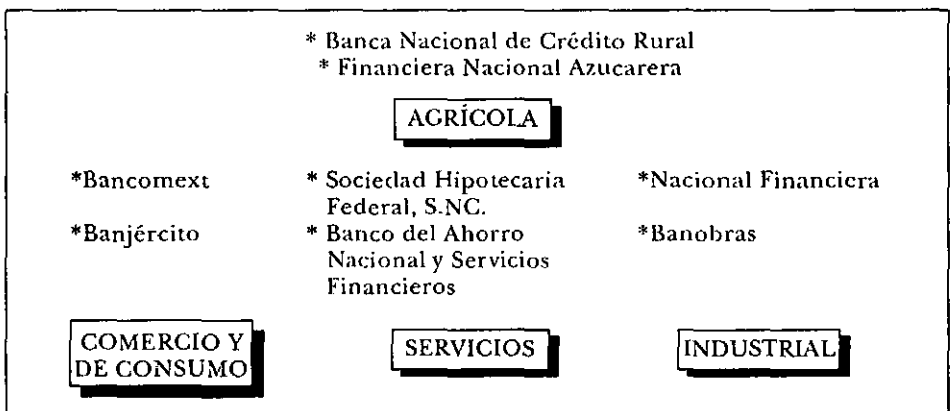 * Banca Nacional de Crédito Rural
* Financiera Nacional Azucarera
AGRÍCOLA
*Bancomext
*Banjército
* Sociedad Hipotecaria
Federal, S.NC.
* Banco del Ahorro
Nacional y Servicios
Financieros
*Nacional Financiera
*Banobras
COMERCIO Y
DE CONSUMO
SERVICIOS
INDUSTRIAL